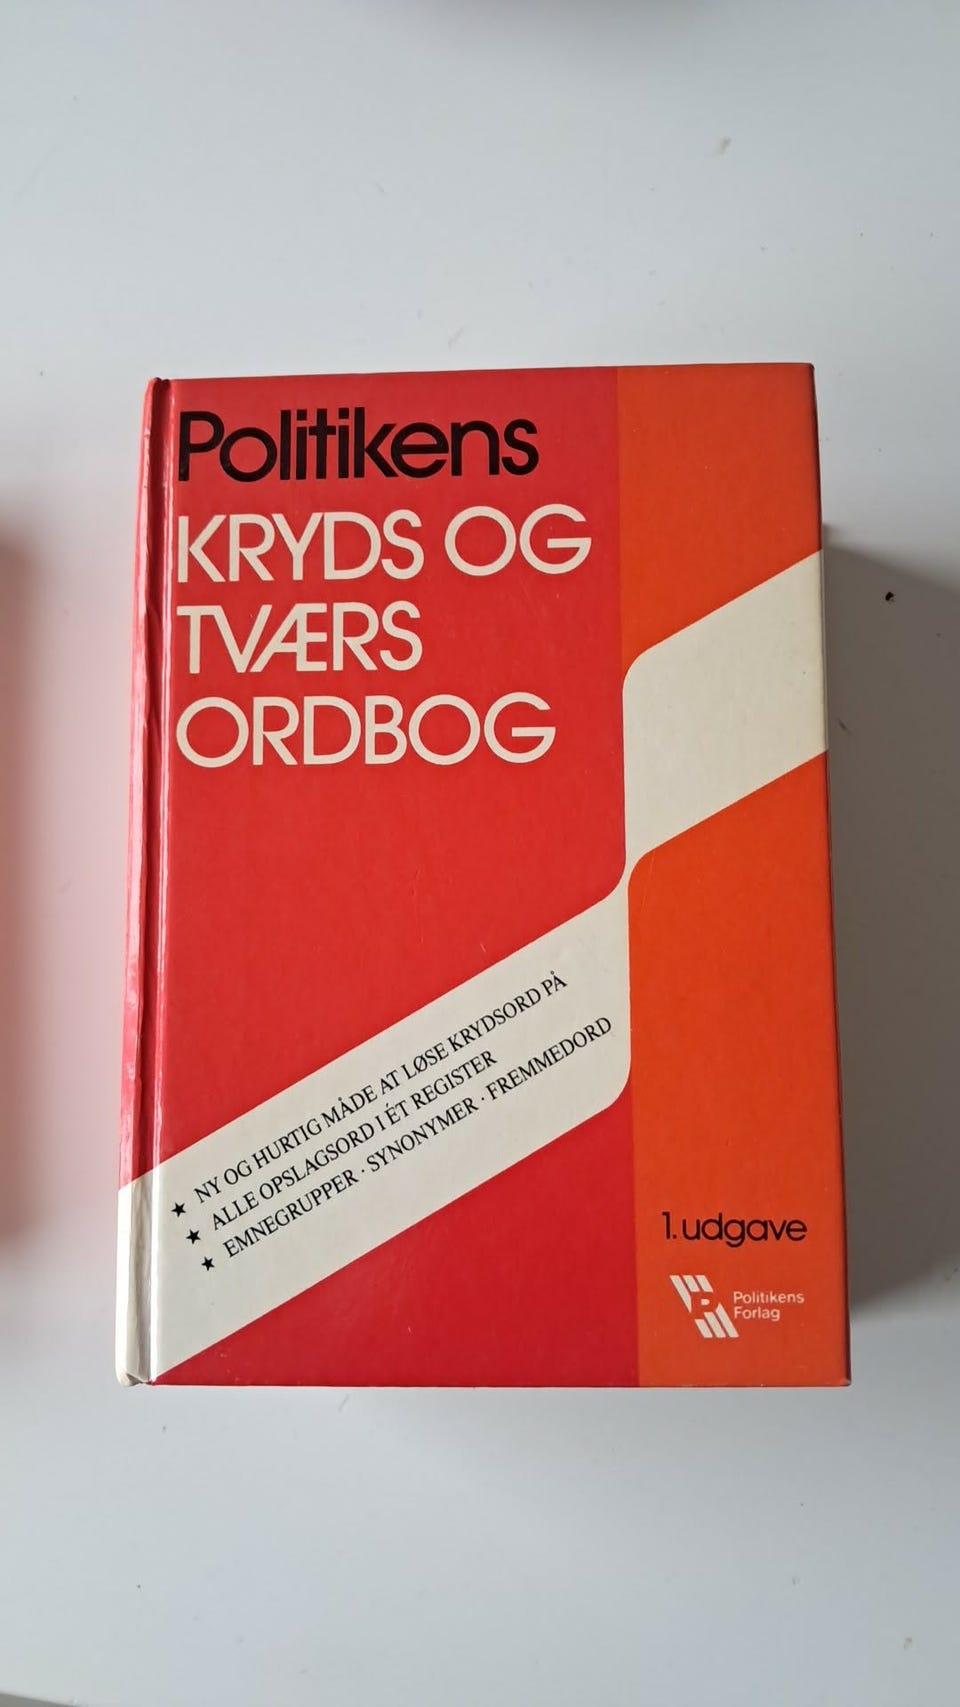 Politikens
KRYDS OG
TVÆRS
ORDBOG
★ NY OG HURTIG MÅDE AT LØSE KRYDSORD PÅ
★ ALLE OPSLAGSORD I ÉT REGISTER
★ EMNEGRUPPER · SYNONYMER · FREMMEDORD
1. udgave
P
Politikens
Forlag